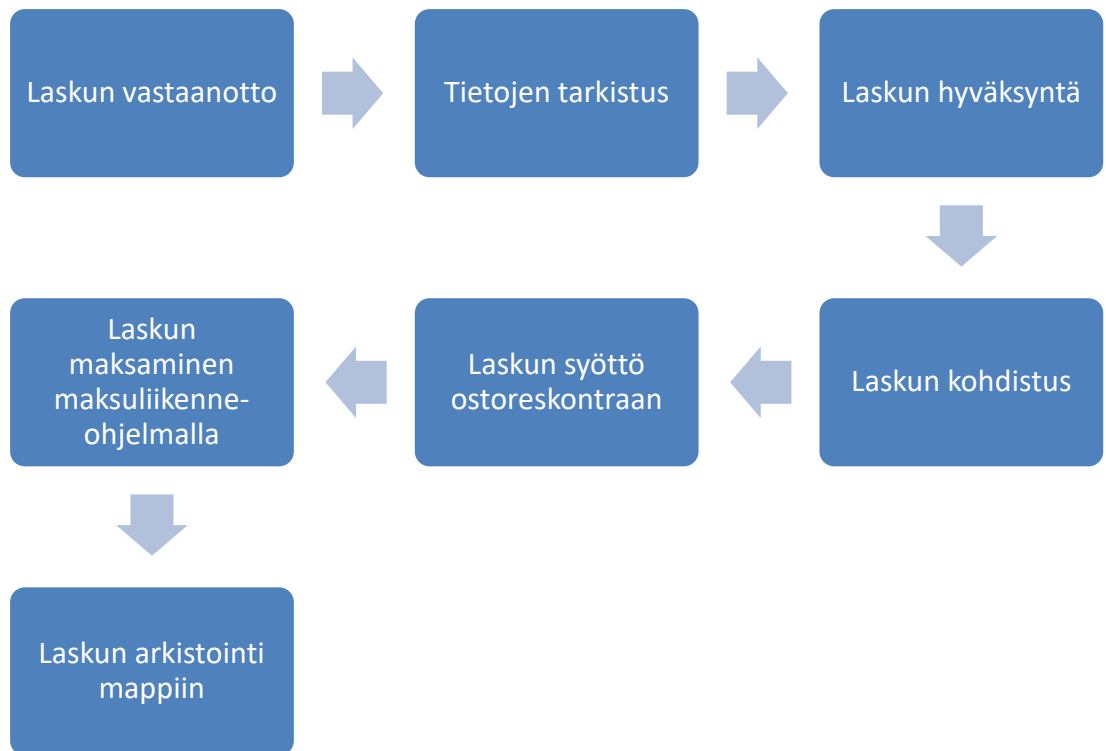 Laskun vastaanotto
Tietojen tarkistus
Laskun hyväksyntä
Laskun kohdistus
Laskun syöttö
ostoreskontraan
Laskun
maksaminen
maksuliikenne-
ohjelmalla
Laskun arkistointi
mappiin